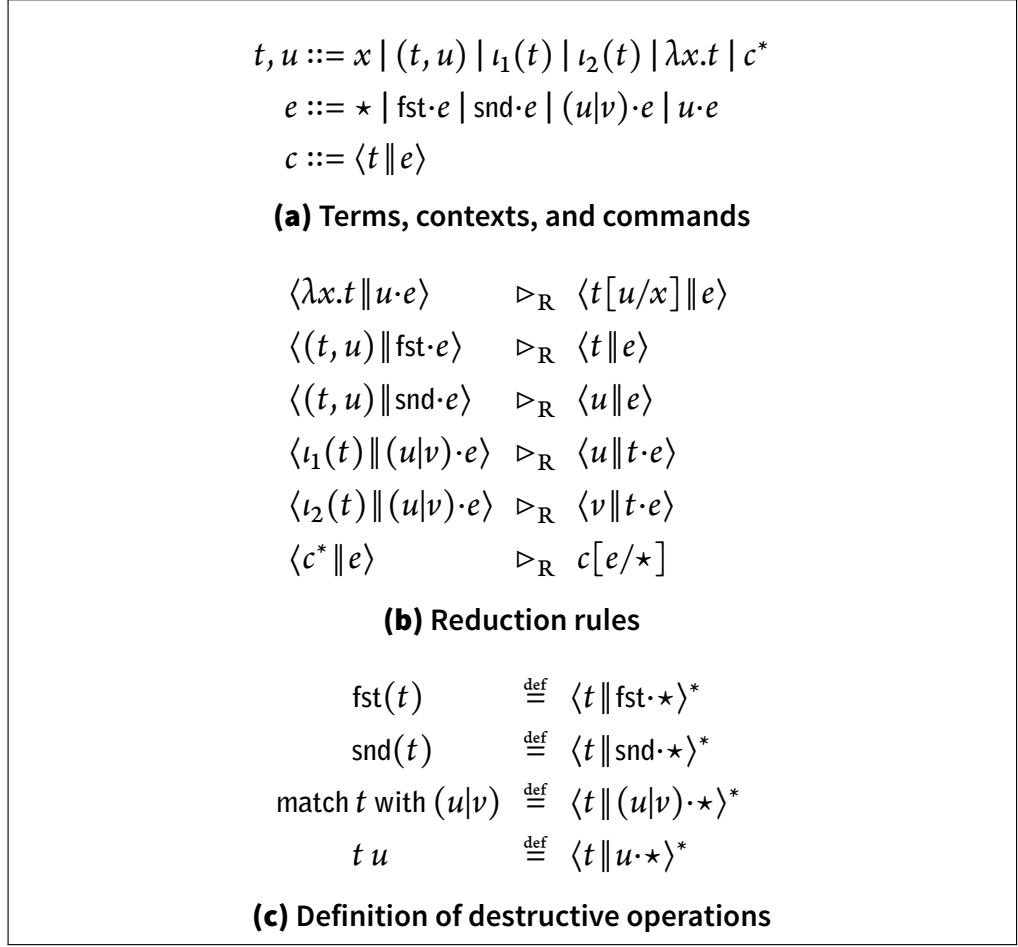 t, u ::= x | (t, u) | ι₁(t) | ι₂(t) | λx.t | c*
e ::= ⋆ | fst·e | snd·e | (u|v)·e | u·e
c ::= ⟨t∥e⟩
(a) Terms, contexts, and commands
⟨λx.t∥u·e⟩ ▷R ⟨t[u/x]∥e⟩
⟨(t, u)∥fst·e⟩ ▷R ⟨t∥e⟩
⟨(t, u)∥snd·e⟩ ▷R ⟨u∥e⟩
⟨ι₁(t)∥(u|v)·e⟩ ▷R ⟨u∥t·e⟩
⟨ι₂(t)∥(u|v)·e⟩ ▷R ⟨v∥t·e⟩
⟨c*∥e⟩ ▷R c[e/⋆]
(b) Reduction rules
fst(t) ≝ ⟨t∥fst·⋆⟩*
snd(t) ≝ ⟨t∥snd·⋆⟩*
match t with (u|v) ≝ ⟨t∥(u|v)·⋆⟩*
t u ≝ ⟨t∥u·⋆⟩*
(c) Definition of destructive operations